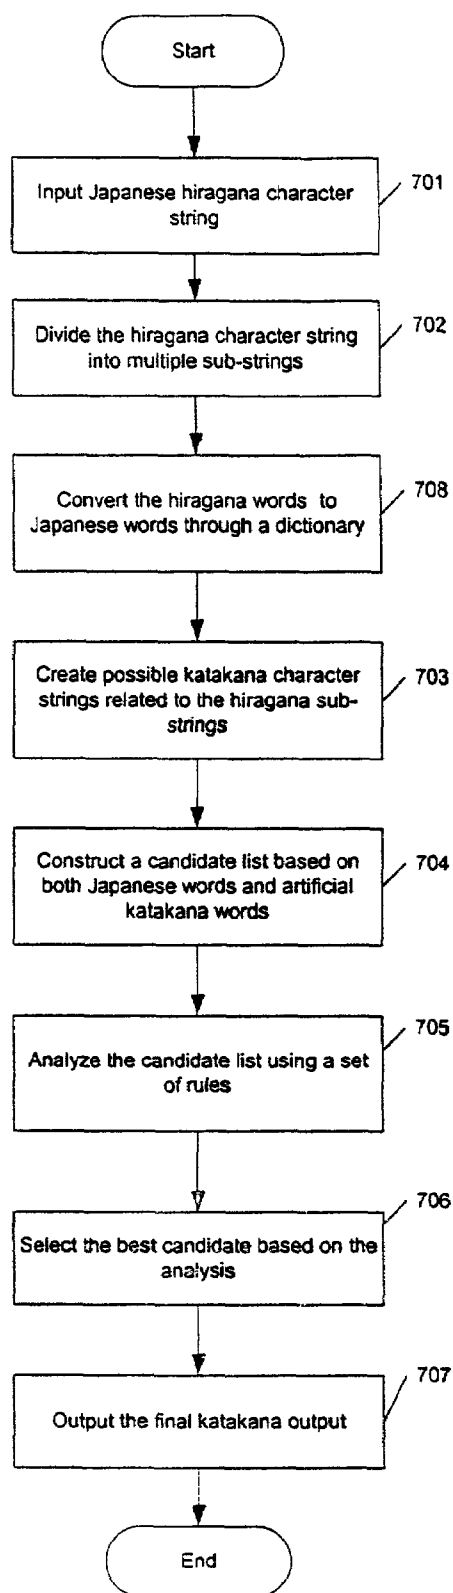 Start
Input Japanese hiragana character
string
701
Divide the hiragana character string
into multiple sub-strings
702
Convert the hiragana words to
Japanese words through a dictionary
708
Create possible katakana character
strings related to the hiragana sub-
strings
703
Construct a candidate list based on
both Japanese words and artificial
katakana words
704
Analyze the candidate list using a set
of rules
705
Select the best candidate based on the
analysis
706
Output the final katakana output
707
End